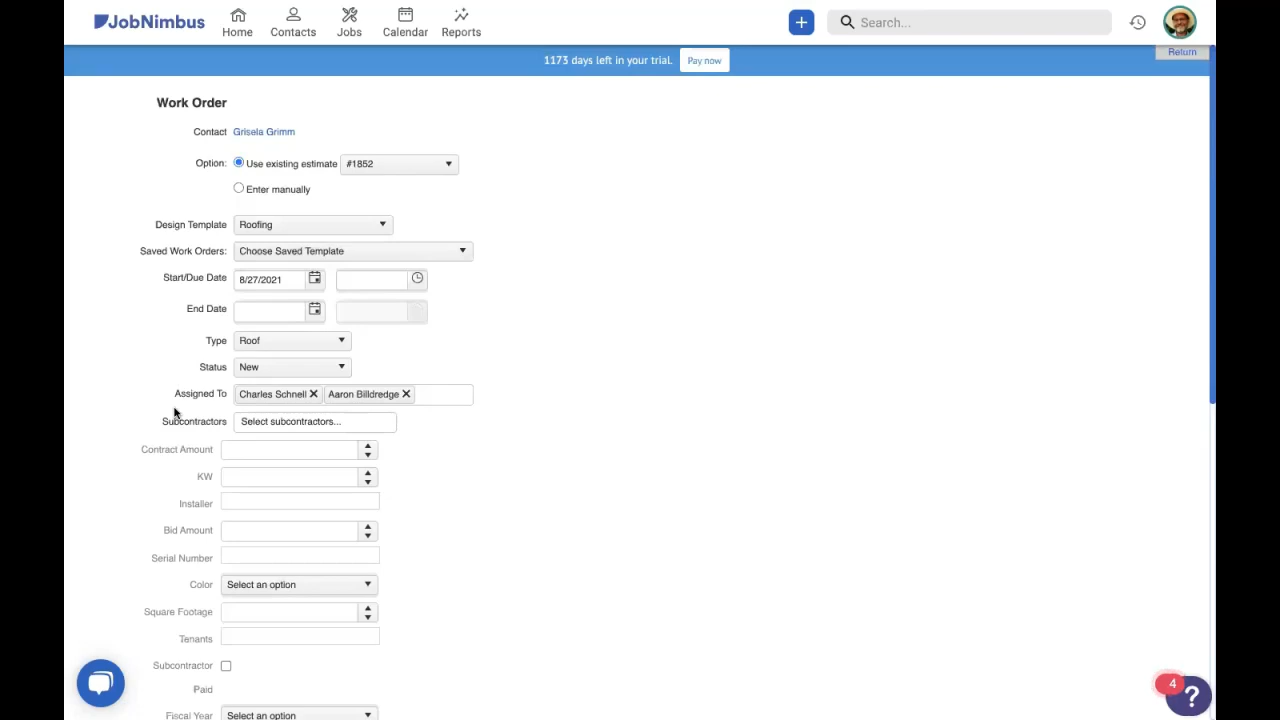 JobNimbus
Home
Contacts
Jobs
Calendar
Reports
+
Search...
1173 days left in your trial.
Pay now
Return
Work Order
Contact Grisela Grimm
Option: Use existing estimate #1852
Enter manually
Design Template Roofing
Saved Work Orders: Choose Saved Template
Start/Due Date 8/27/2021
End Date
Type Roof
Status New
Assigned To Charles Schnell Aaron Billdredge
Subcontractors Select subcontractors...
Contract Amount
KW
Installer
Bid Amount
Serial Number
Color Select an option
Square Footage
Tenants
Subcontractor
Paid
Fiscal Year Select an option
4
?